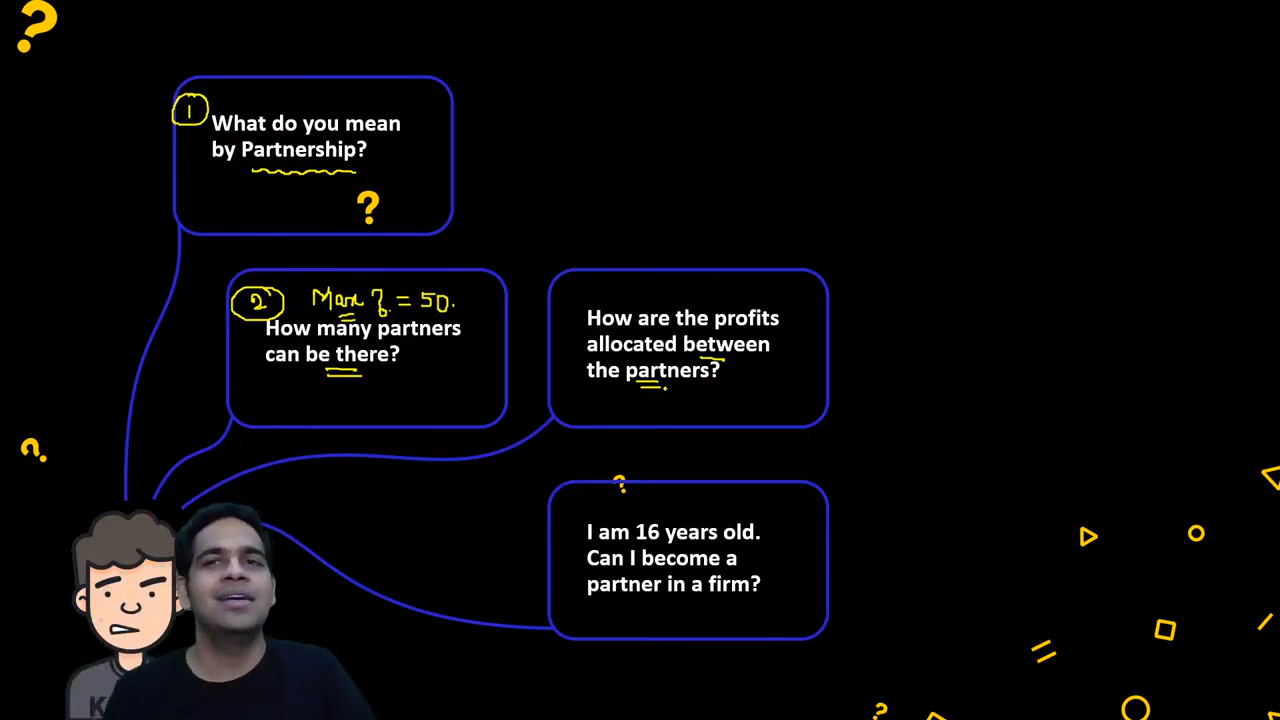 ?
1
What do you mean
by Partnership?
?
2 Max = 50.
How many partners
can be there?
How are the profits
allocated between
the partners?
?
?
I am 16 years old.
Can I become a
partner in a firm?
K
?